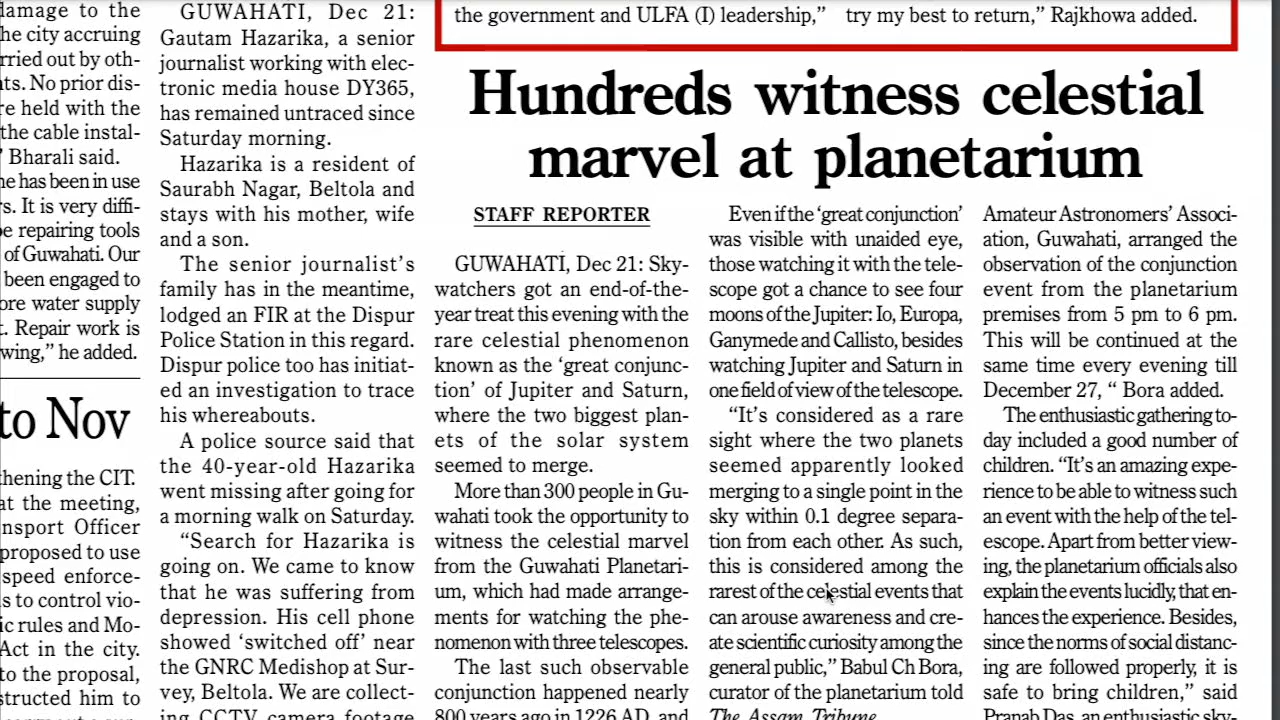 damage to the
he city accruing
rried out by oth-
nts. No prior dis-
re held with the
the cable instal-
' Bharali said.
he has been in use
rs. It is very diffi-
e repairing tools
of Guwahati. Our
been engaged to
ore water supply
t. Repair work is
wing," he added.
to Nov
thening the CIT.
at the meeting,
nsport Officer
proposed to use
speed enforce-
ls to control vio-
ic rules and Mo-
Act in the city.
to the proposal,
structed him to
GUWAHATI, Dec 21:
Gautam Hazarika, a senior
journalist working with elec-
tronic media house DY365,
has remained untraced since
Saturday morning.
Hazarika is a resident of
Saurabh Nagar, Beltola and
stays with his mother, wife
and a son.
The senior journalist's
family has in the meantime,
lodged an FIR at the Dispur
Police Station in this regard.
Dispur police too has initiat-
ed an investigation to trace
his whereabouts.
A police source said that
the 40-year-old Hazarika
went missing after going for
a morning walk on Saturday.
"Search for Hazarika is
going on. We came to know
that he was suffering from
depression. His cell phone
showed 'switched off' near
the GNRC Medishop at Sur-
vey, Beltola. We are collect-
ing CCTV camera footage
the government and ULFA (I) leadership,"
try my best to return," Rajkhowa added.
Hundreds witness celestial
marvel at planetarium
STAFF REPORTER
GUWAHATI, Dec 21: Sky-
watchers got an end-of-the-
year treat this evening with the
rare celestial phenomenon
known as the 'great conjunc-
tion' of Jupiter and Saturn,
where the two biggest plan-
ets of the solar system
seemed to merge.
More than 300 people in Gu-
wahati took the opportunity to
witness the celestial marvel
from the Guwahati Planetari-
um, which had made arrange-
ments for watching the phe-
nomenon with three telescopes.
The last such observable
conjunction happened nearly
800 years ago in 1226 AD, and
Even if the 'great conjunction'
was visible with unaided eye,
those watching it with the tele-
scope got a chance to see four
moons of the Jupiter: Io, Europa,
Ganymede and Callisto, besides
watching Jupiter and Saturn in
one field of view of the telescope.
"It's considered as a rare
sight where the two planets
seemed apparently looked
merging to a single point in the
sky within 0.1 degree separa-
tion from each other. As such,
this is considered among the
rarest of the celestial events that
can arouse awareness and cre-
ate scientific curiosity among the
general public," Babul Ch Bora,
curator of the planetarium told
The Assam Tribune.
Amateur Astronomers' Associ-
ation, Guwahati, arranged the
observation of the conjunction
event from the planetarium
premises from 5 pm to 6 pm.
This will be continued at the
same time every evening till
December 27, " Bora added.
The enthusiastic gathering to-
day included a good number of
children. "It's an amazing expe-
rience to be able to witness such
an event with the help of the tel-
escope. Apart from better view-
ing, the planetarium officials also
explain the events lucidly, that en-
hances the experience. Besides,
since the norms of social distanc-
ing are followed properly, it is
safe to bring children," said
Pranab Das, an enthusiastic sky-